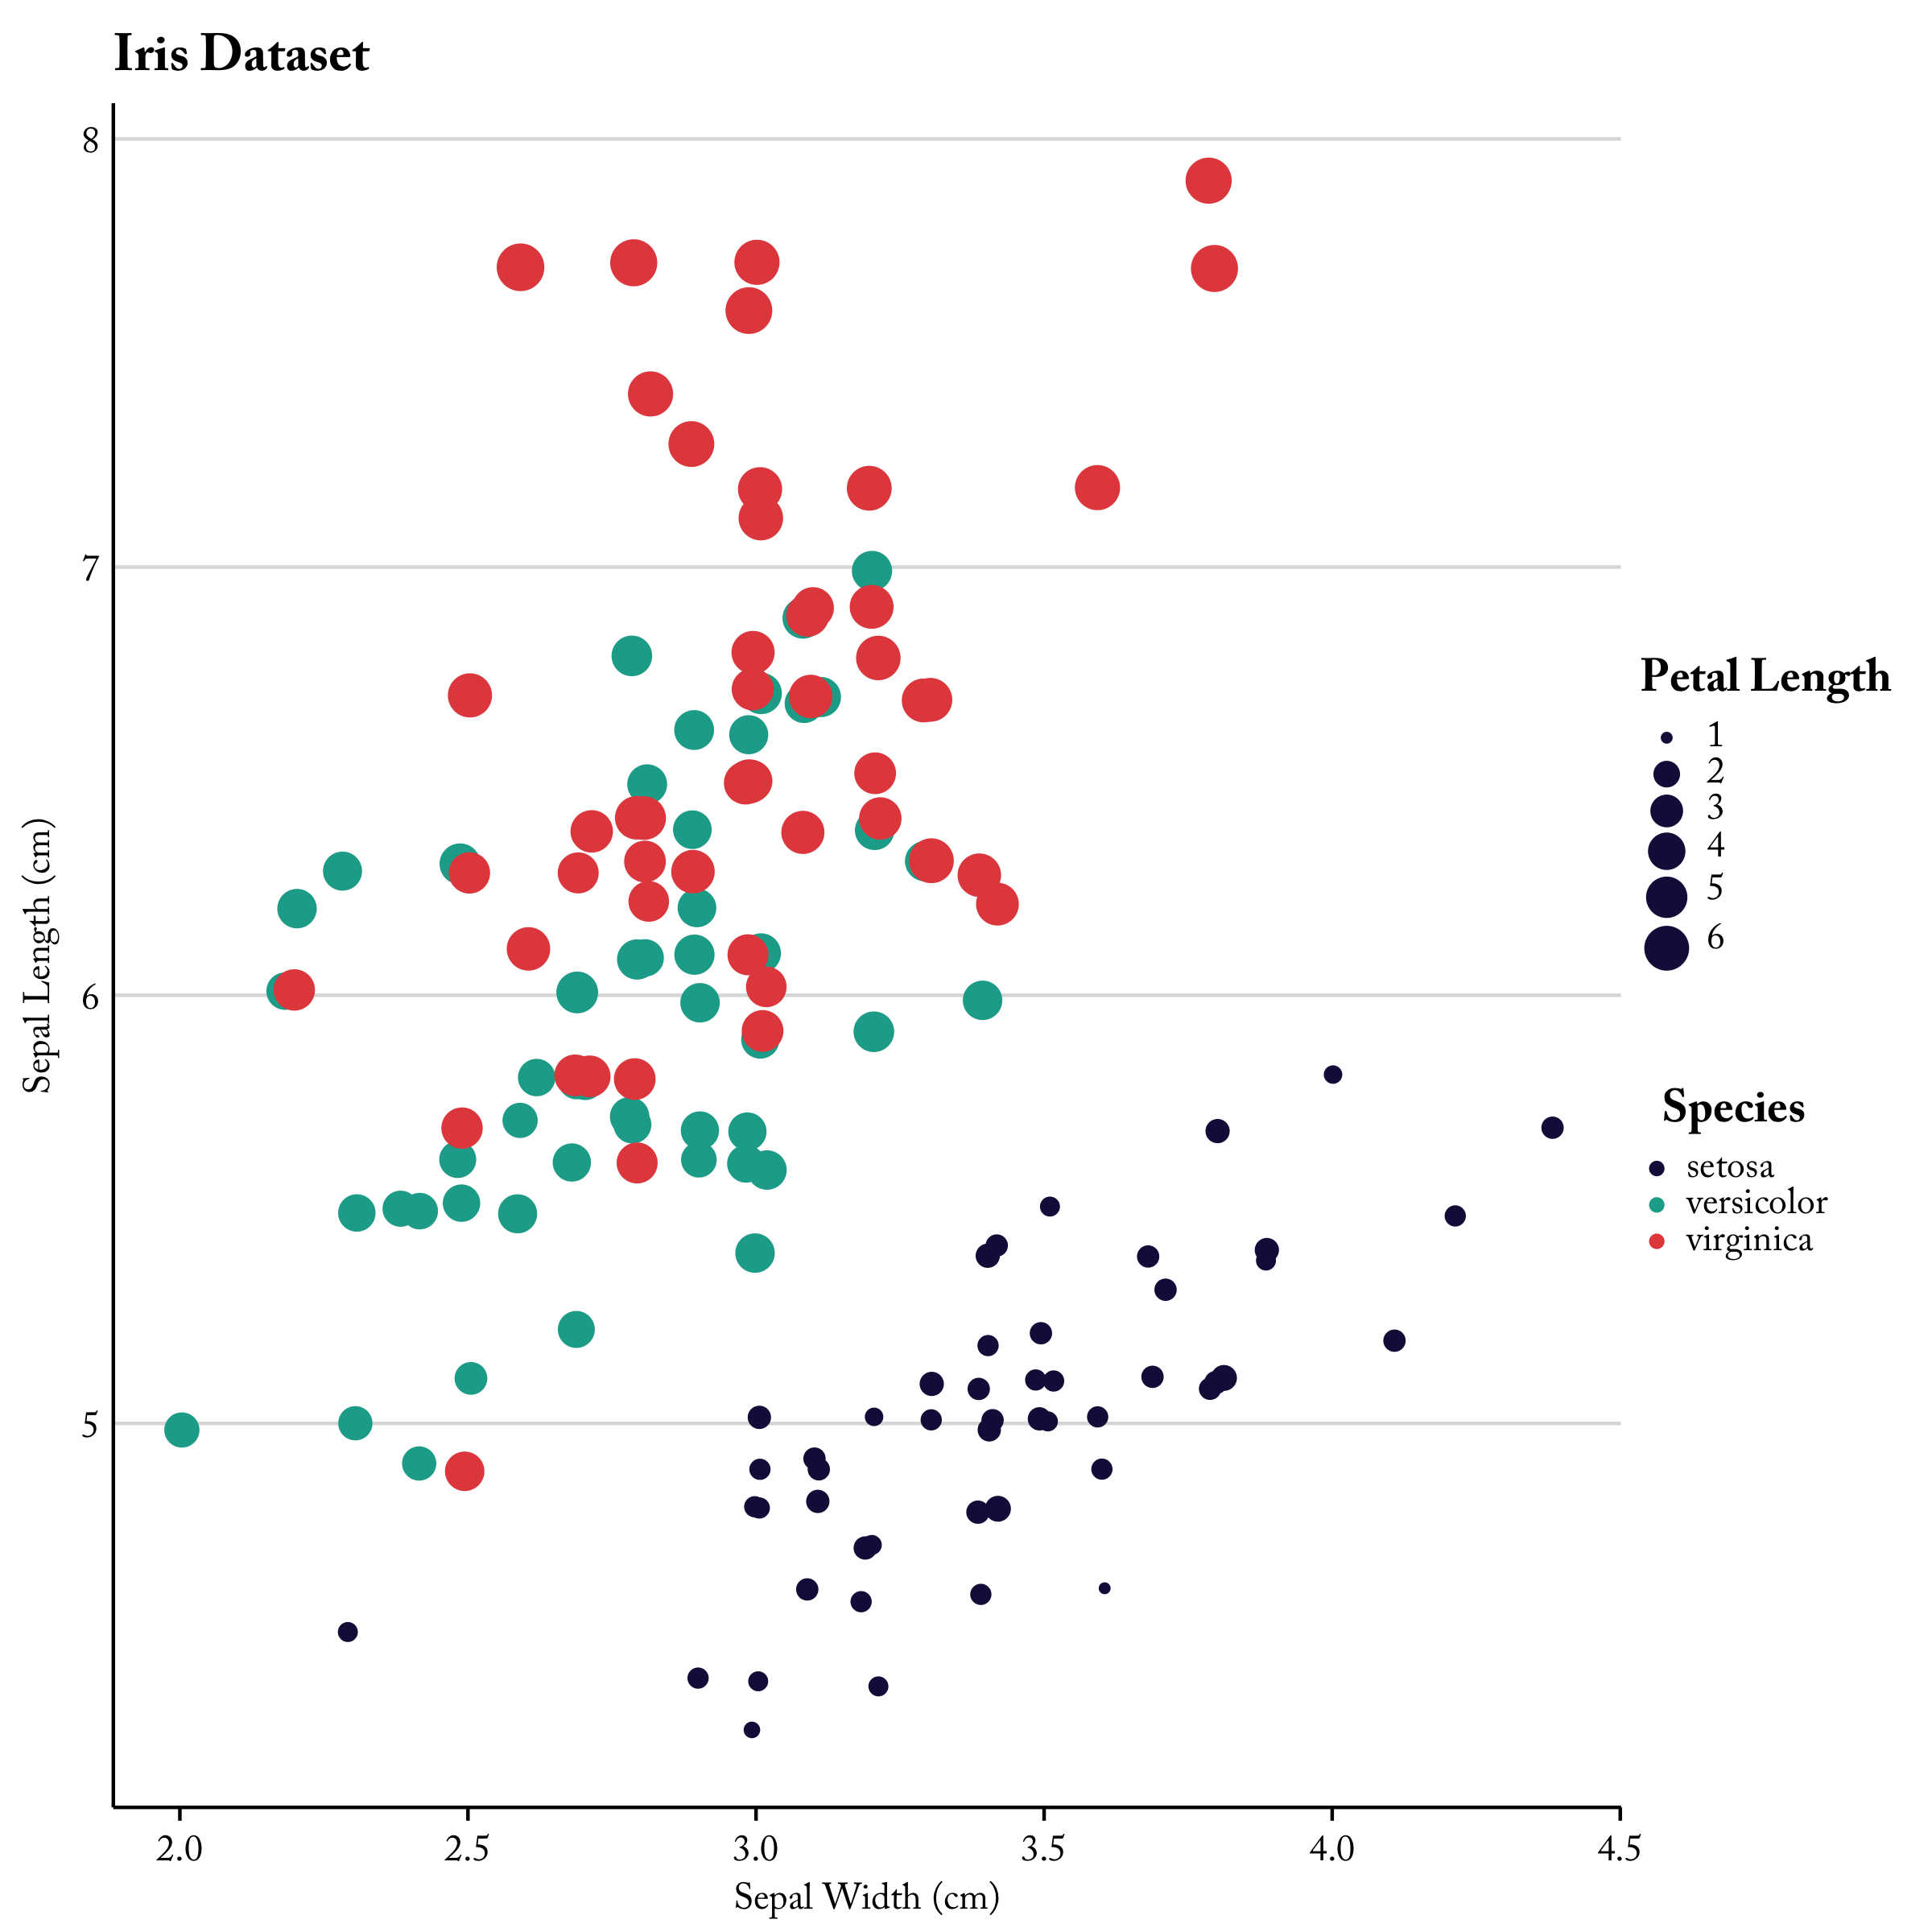 Iris Dataset
8
7
6
5
Sepal Length (cm)
2.0 2.5 3.0 3.5 4.0 4.5
Sepal Width (cm)
Petal Length
1
2
3
4
5
6
Species
setosa
versicolor
virginica